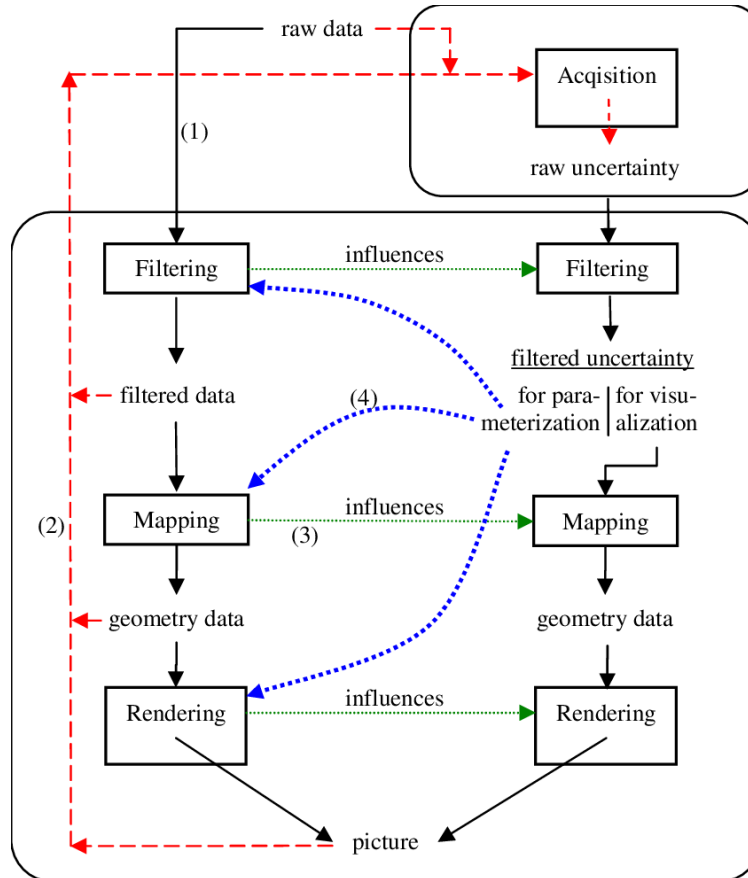 raw data
Acqisition
(1)
raw uncertainty
Filtering
influences
Filtering
filtered uncertainty
filtered data
(4)
for para-
meterization
for visu-
alization
(2)
Mapping
influences
(3)
Mapping
geometry data
geometry data
Rendering
influences
Rendering
picture